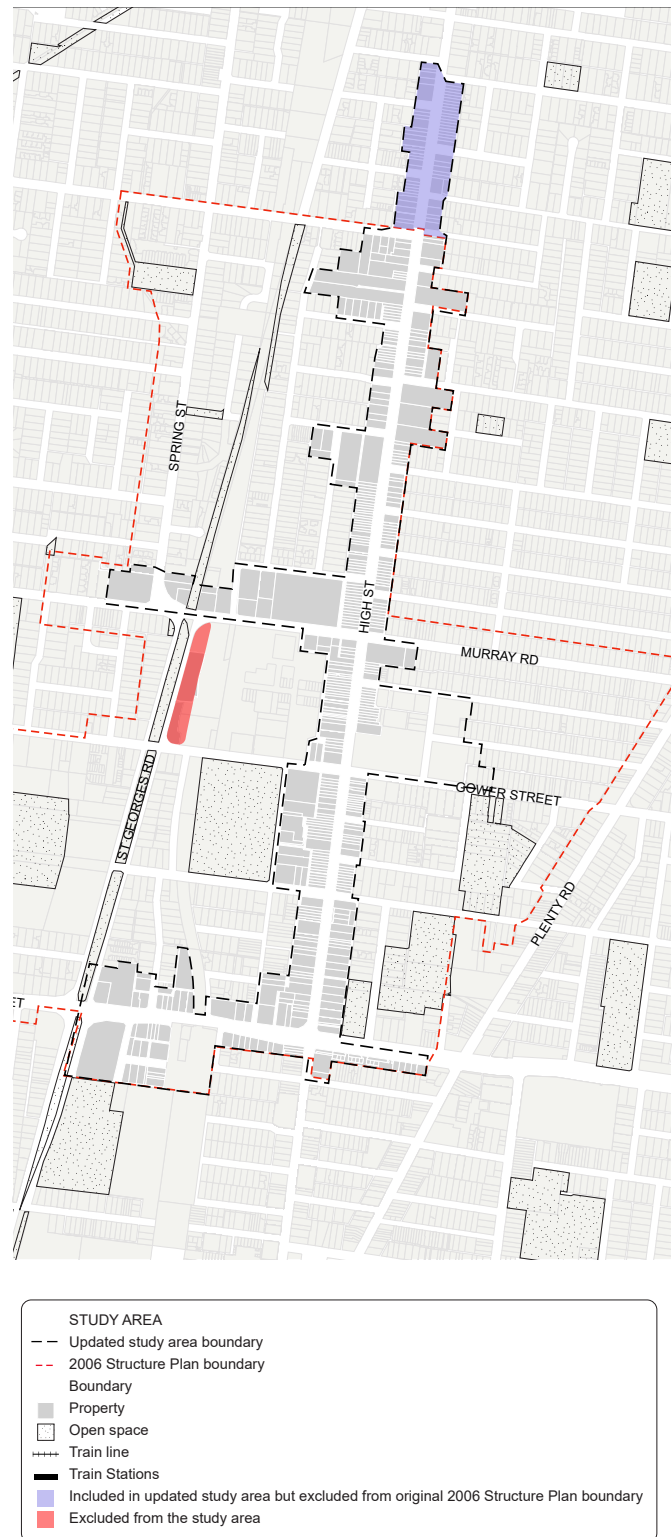 SPRING ST
HIGH ST
MURRAY RD
ST GEORGES RD
GOWER STREET
PLENTY RD
ET
STUDY AREA
Updated study area boundary
2006 Structure Plan boundary
Boundary
Property
Open space
Train line
Train Stations
Included in updated study area but excluded from original 2006 Structure Plan boundary
Excluded from the study area